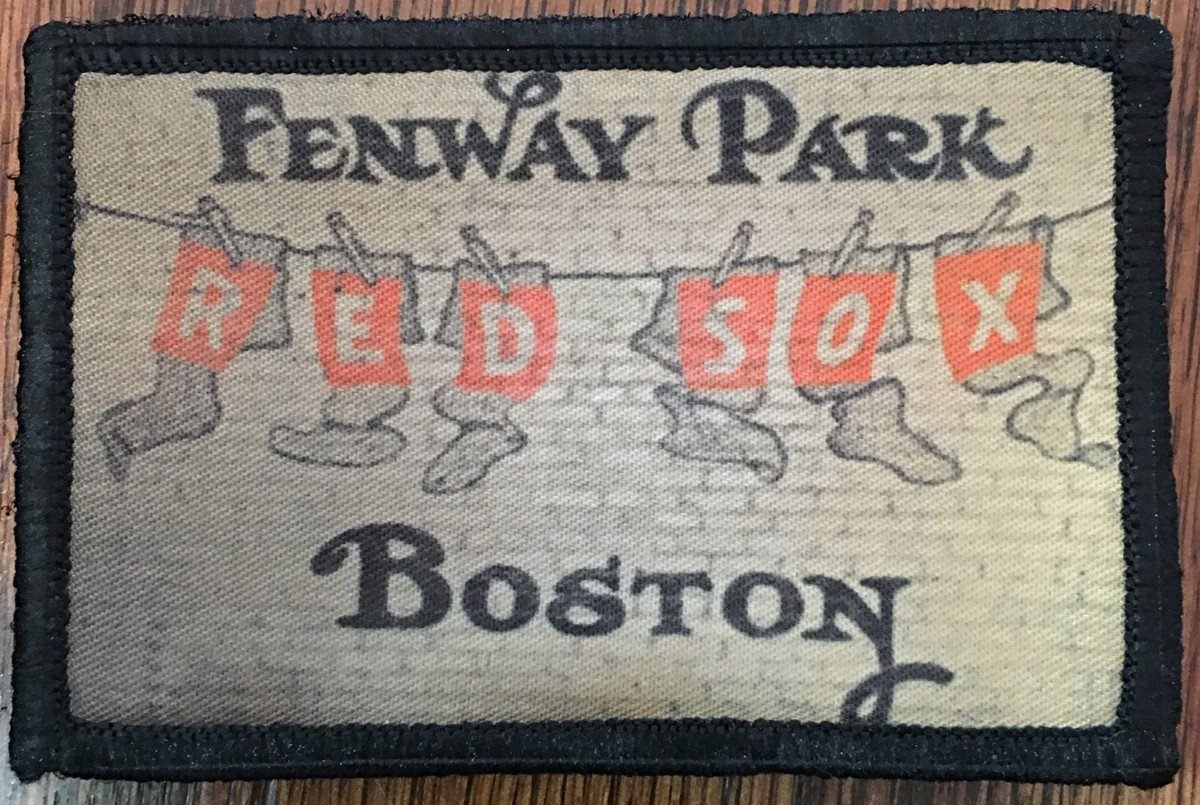 FENWAY PARK
RED SOX
BOSTON